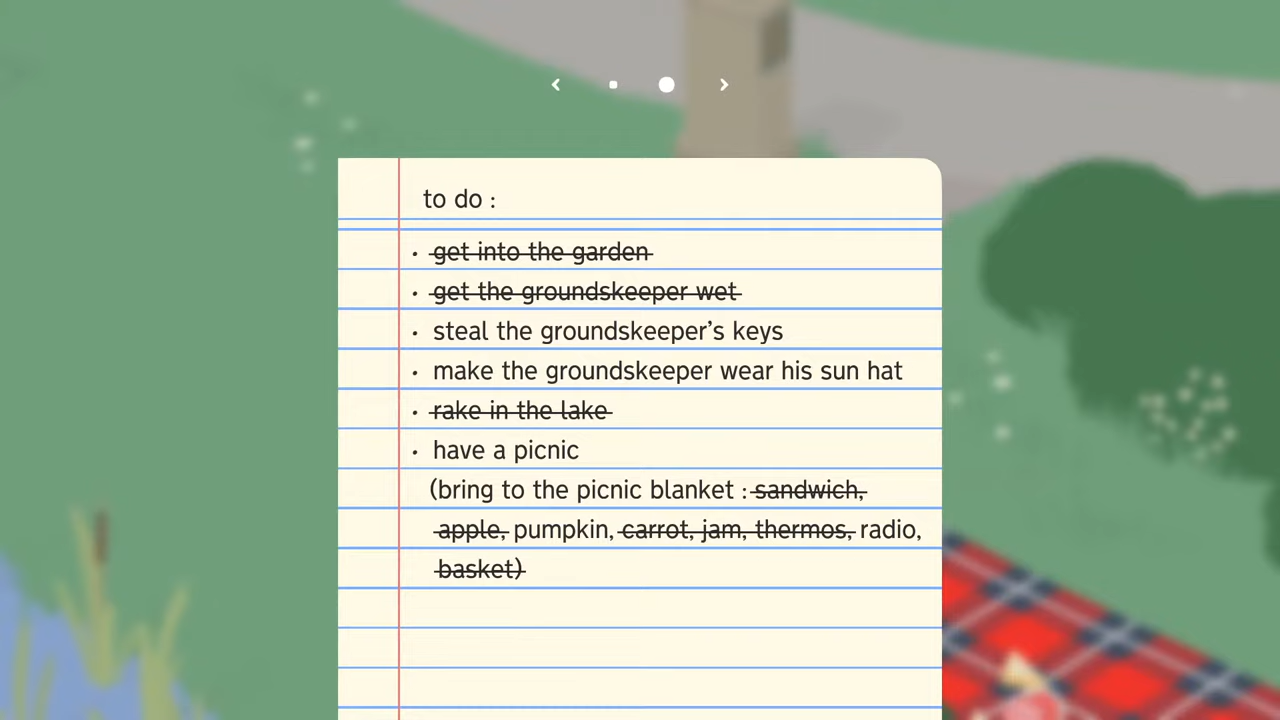 to do :
· get into the garden
· get the groundskeeper wet
· steal the groundskeeper's keys
· make the groundskeeper wear his sun hat
· rake in the lake
· have a picnic
(bring to the picnic blanket : sandwich,
apple, pumpkin, carrot, jam, thermos, radio,
basket)